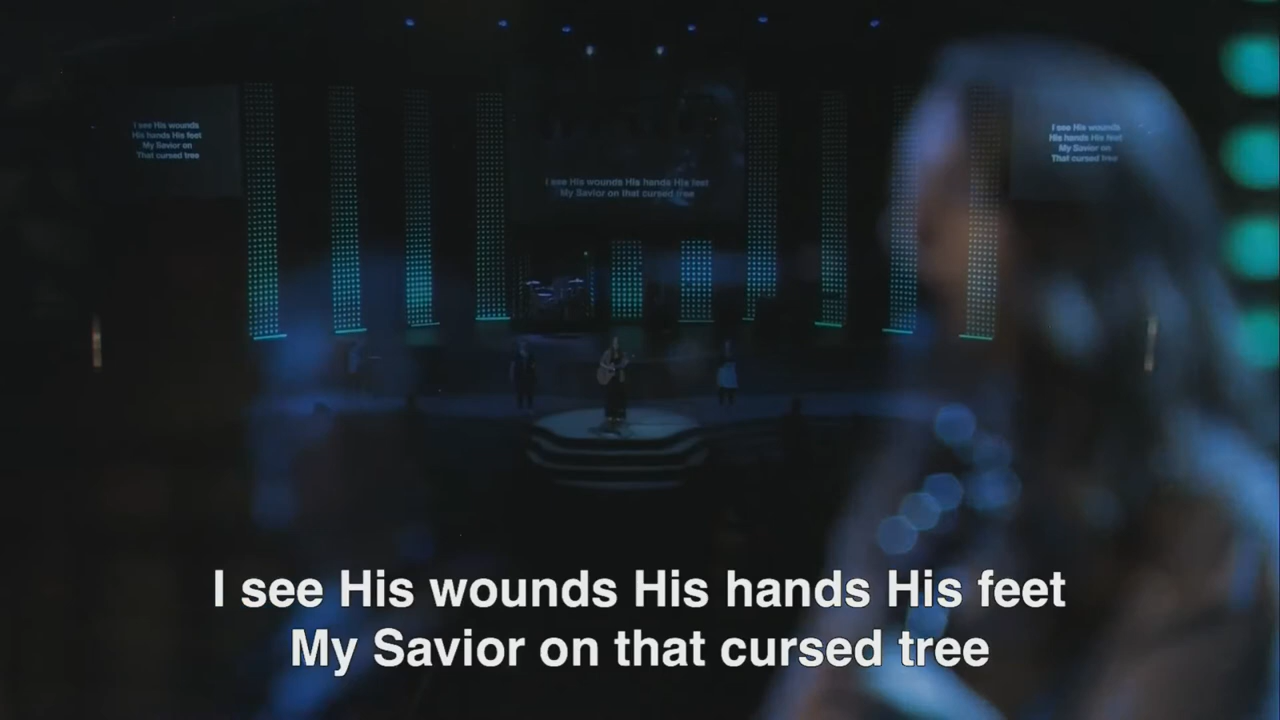 I see His wounds
His hands His feet
My Savior on
That cursed tree
I see His wounds His hands His feet
My Savior on that cursed tree
I see His wounds
His hands His feet
My Savior on
That cursed tree
I see His wounds His hands His feet
My Savior on that cursed tree